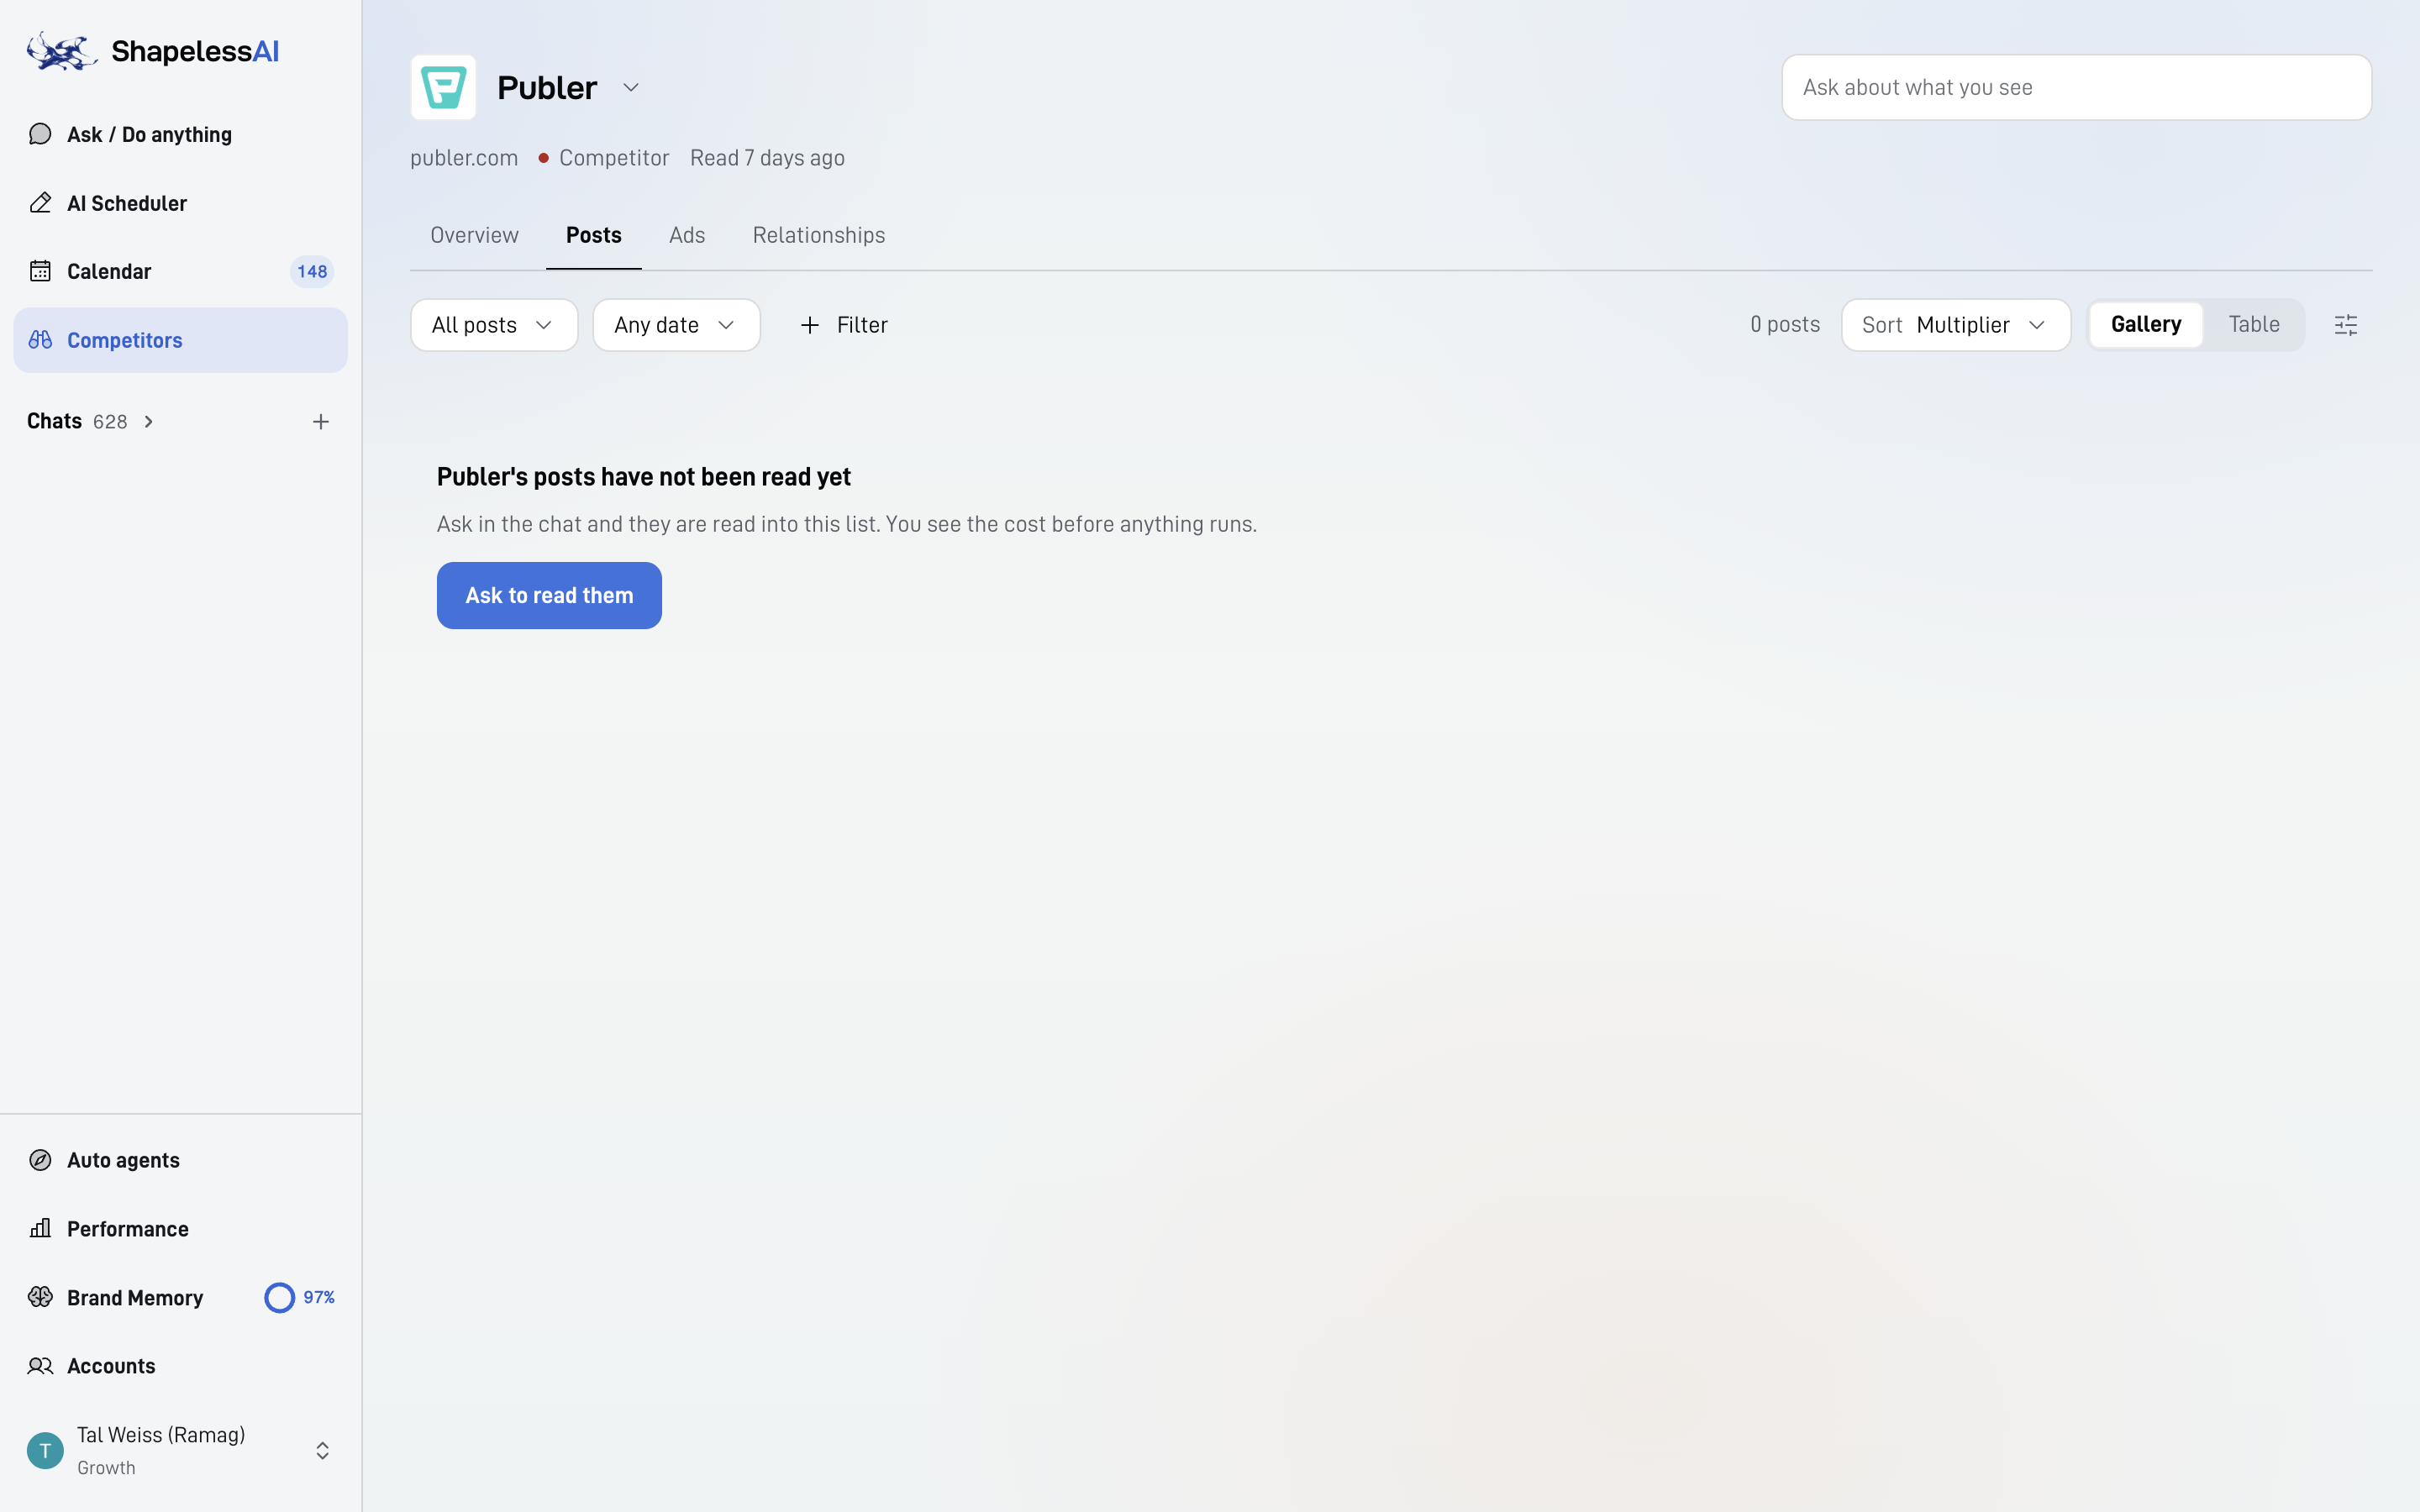 ShapelessAI
Ask / Do anything
AI Scheduler
Calendar 148
Competitors
Chats 628
Auto agents
Performance
Brand Memory 97%
Accounts
T
Tal Weiss (Ramag)
Growth
Publer
Ask about what you see
publer.com Competitor Read 7 days ago
Overview Posts Ads Relationships
All posts Any date + Filter 0 posts Sort Multiplier Gallery Table
Publer's posts have not been read yet
Ask in the chat and they are read into this list. You see the cost before anything runs.
Ask to read them